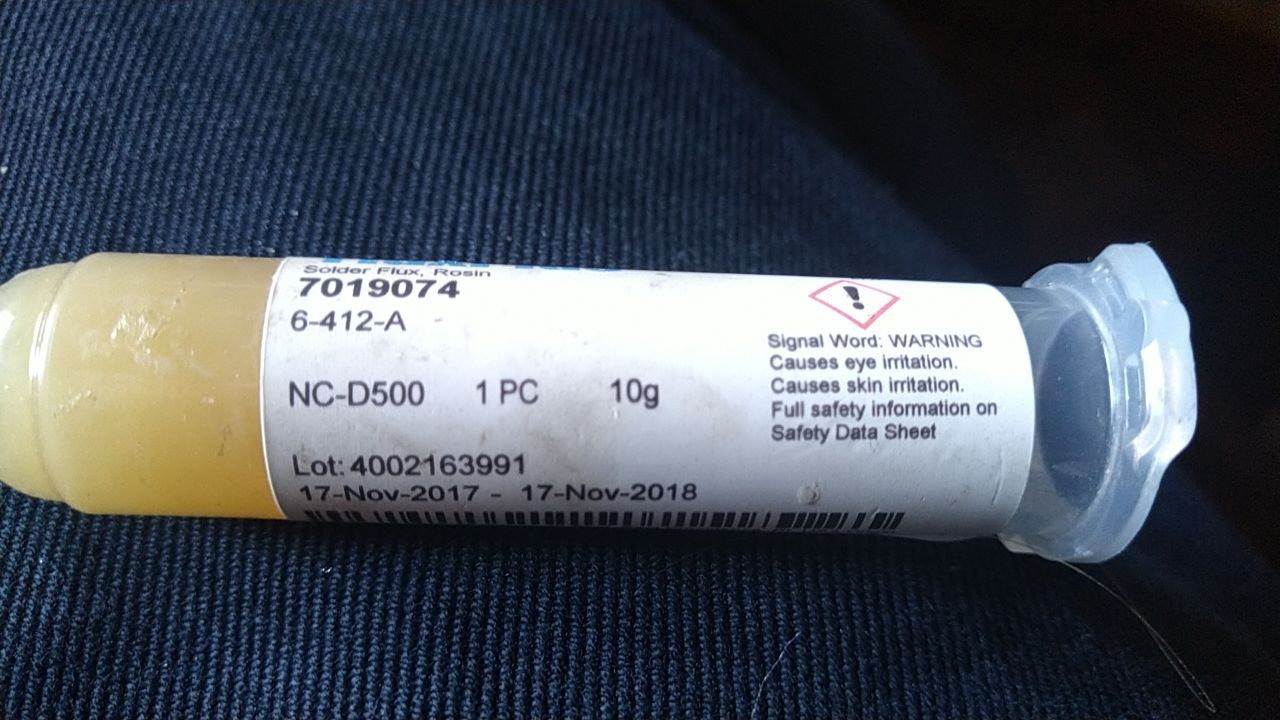 Solder Flux, Rosin
7019074
6-412-A
NC-D500 1 PC 10g
Lot: 4002163991
17-Nov-2017 - 17-Nov-2018
Signal Word: WARNING
Causes eye irritation.
Causes skin irritation.
Full safety information on
Safety Data Sheet